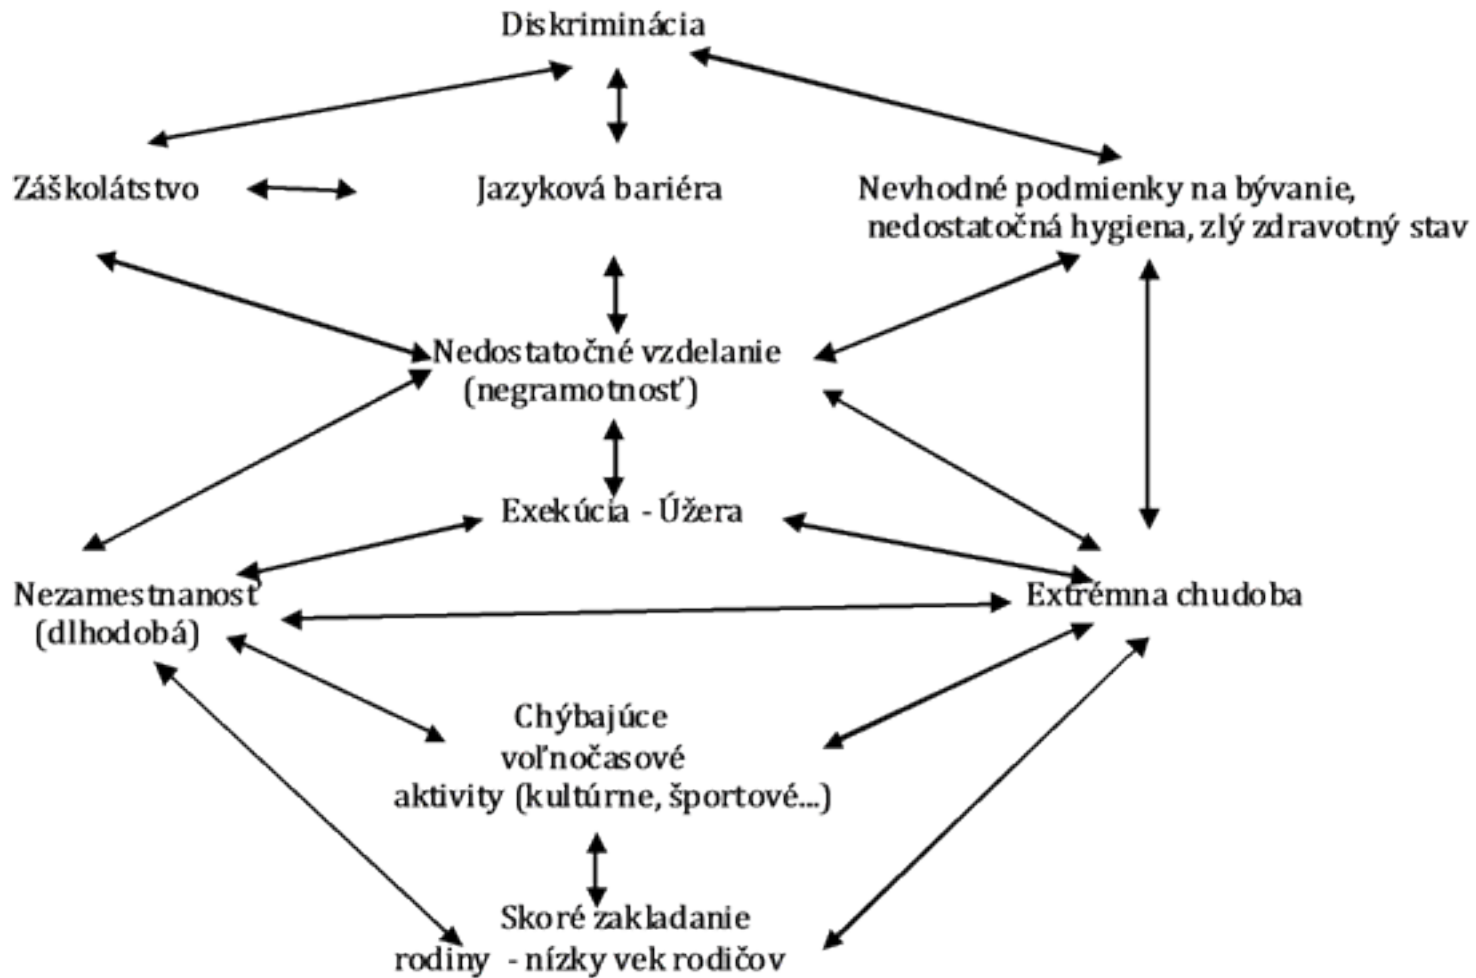 Diskriminácia
Záškolátstvo
Jazyková bariéra
Nevhodné podmienky na bývanie,
nedostatočná hygiena, zlý zdravotný stav
Nedostatočné vzdelanie
(negramotnosť)
Exekúcia - Úžera
Nezamestnanosť
(dlhodobá)
Extrémna chudoba
Chýbajúce
voľnočasové
aktivity (kultúrne, športové...)
Skoré zakladanie
rodiny - nízky vek rodičov